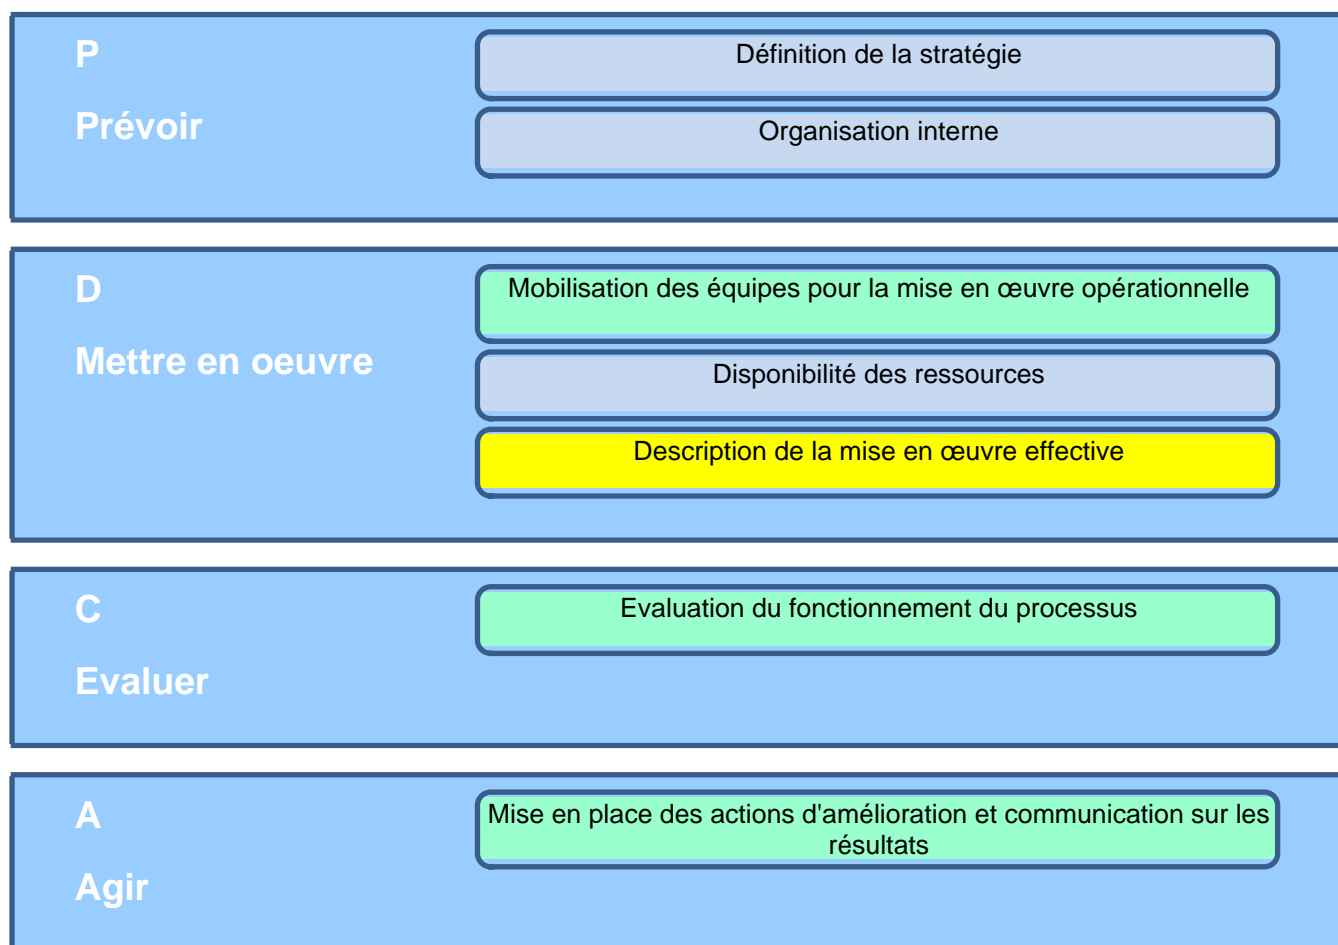 P
Prévoir
Définition de la stratégie
Organisation interne
D
Mettre en oeuvre
Mobilisation des équipes pour la mise en œuvre opérationnelle
Disponibilité des ressources
Description de la mise en œuvre effective
C
Evaluer
Evaluation du fonctionnement du processus
A
Agir
Mise en place des actions d'amélioration et communication sur les
résultats